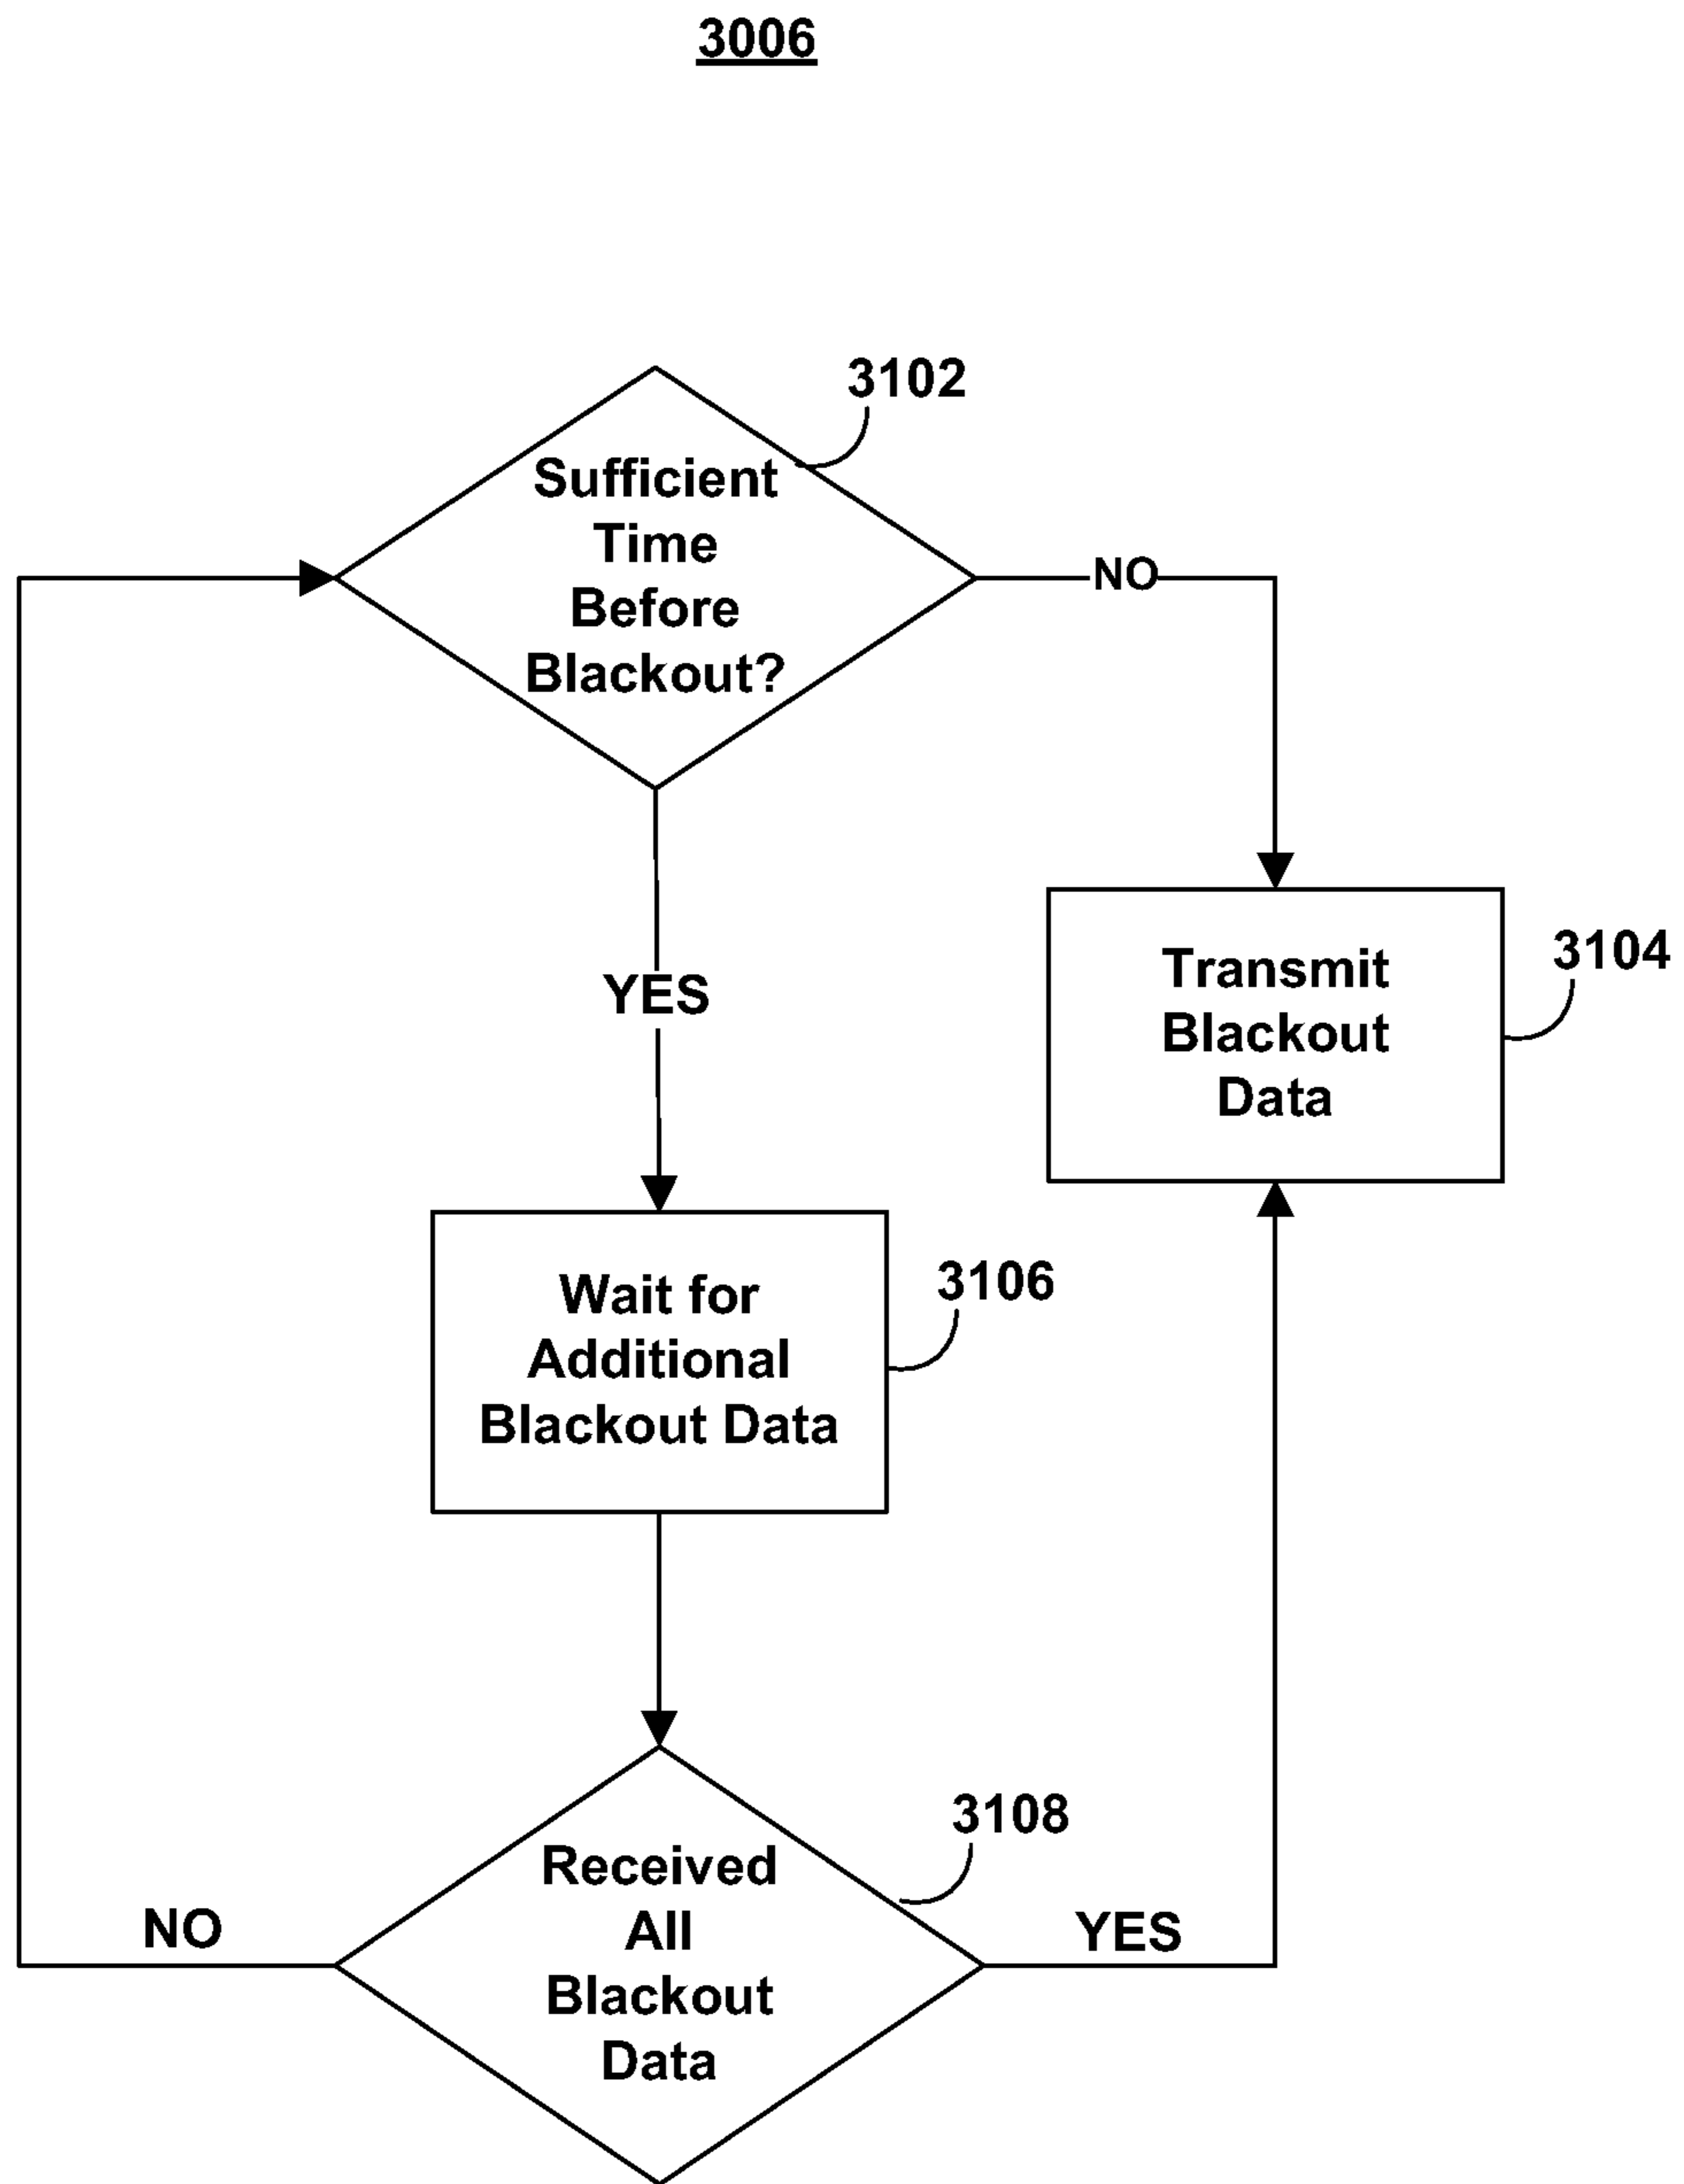 3006
3102
Sufficient
Time
Before
Blackout?
NO
YES
Transmit
Blackout
Data
3104
Wait for
Additional
Blackout Data
3106
3108
Received
All
Blackout
Data
NO
YES